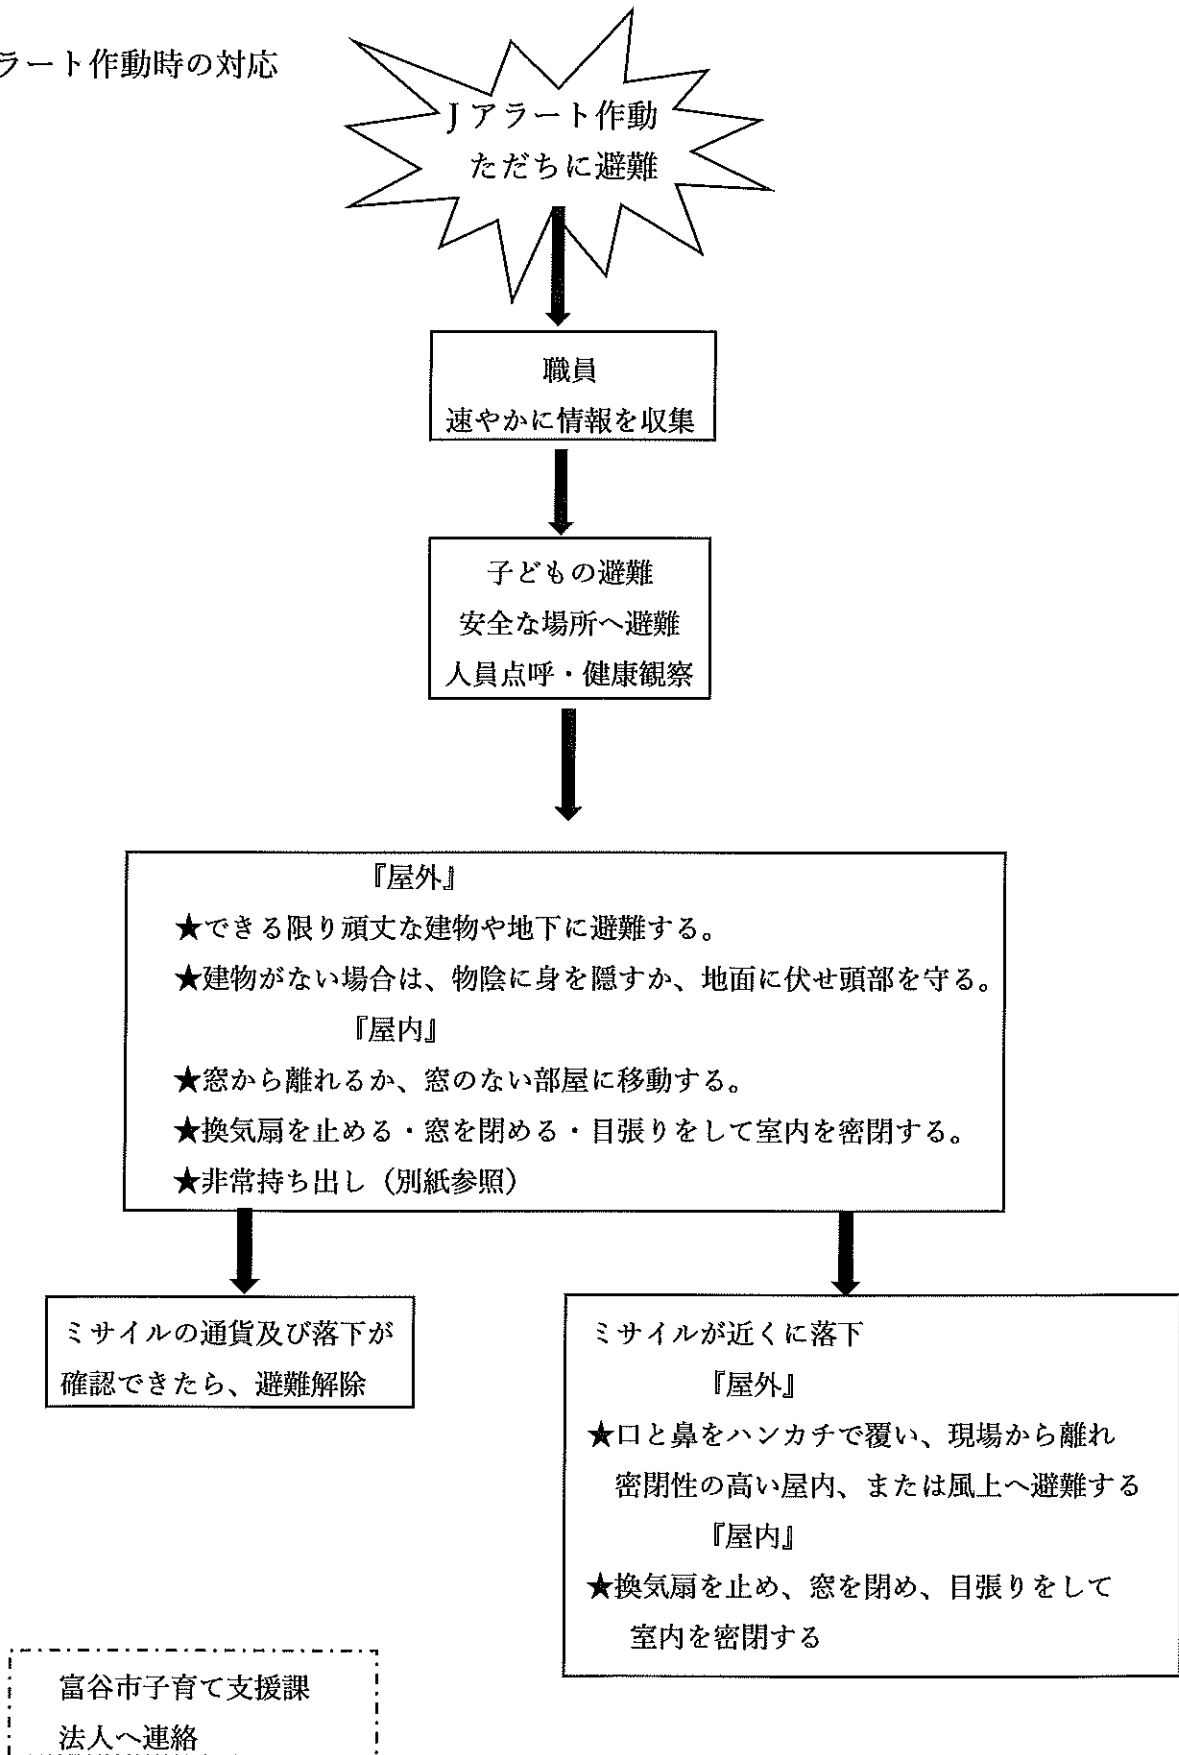 ラート作動時の対応
Jアラート作動
ただちに避難
職員
速やかに情報を収集
子どもの避難
安全な場所へ避難
人員点呼・健康観察
『屋外』
★できる限り頑丈な建物や地下に避難する。
★建物がない場合は、物陰に身を隠すか、地面に伏せ頭部を守る。
『屋内』
★窓から離れるか、窓のない部屋に移動する。
★換気扇を止める・窓を閉める・目張りをして室内を密閉する。
★非常持ち出し（別紙参照）
ミサイルの通貨及び落下が
確認できたら、避難解除
ミサイルが近くに落下
『屋外』
★口と鼻をハンカチで覆い、現場から離れ
密閉性の高い屋内、または風上へ避難する
『屋内』
★換気扇を止め、窓を閉め、目張りをして
室内を密閉する
富谷市子育て支援課
法人へ連絡